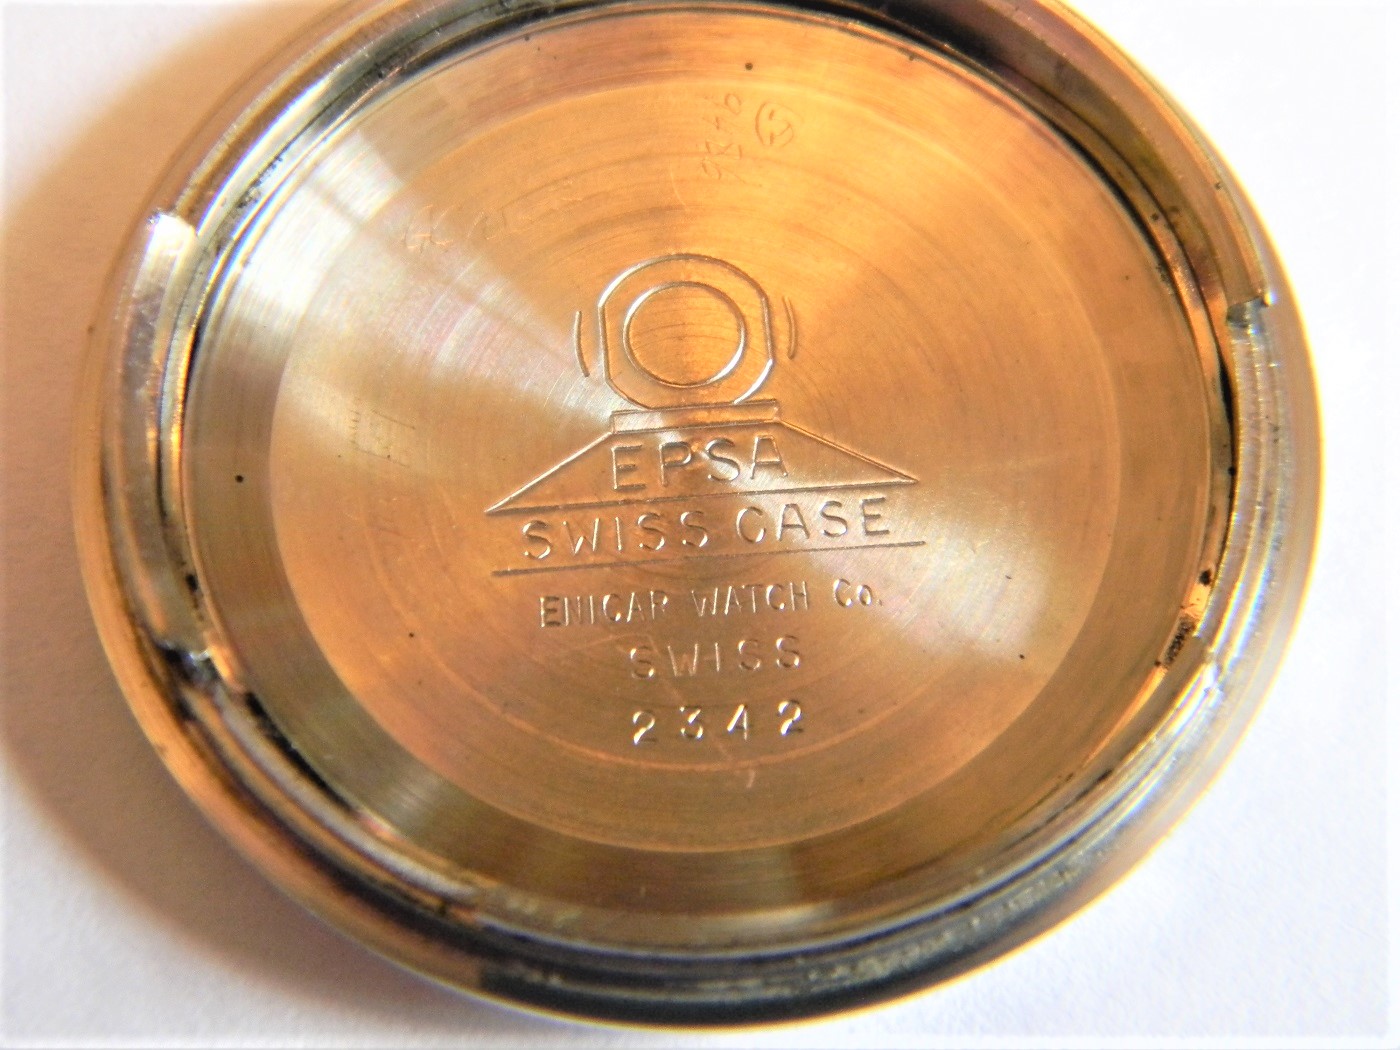 EPSA
SWISS CASE
ENICAR WATCH Co.
SWISS
2342